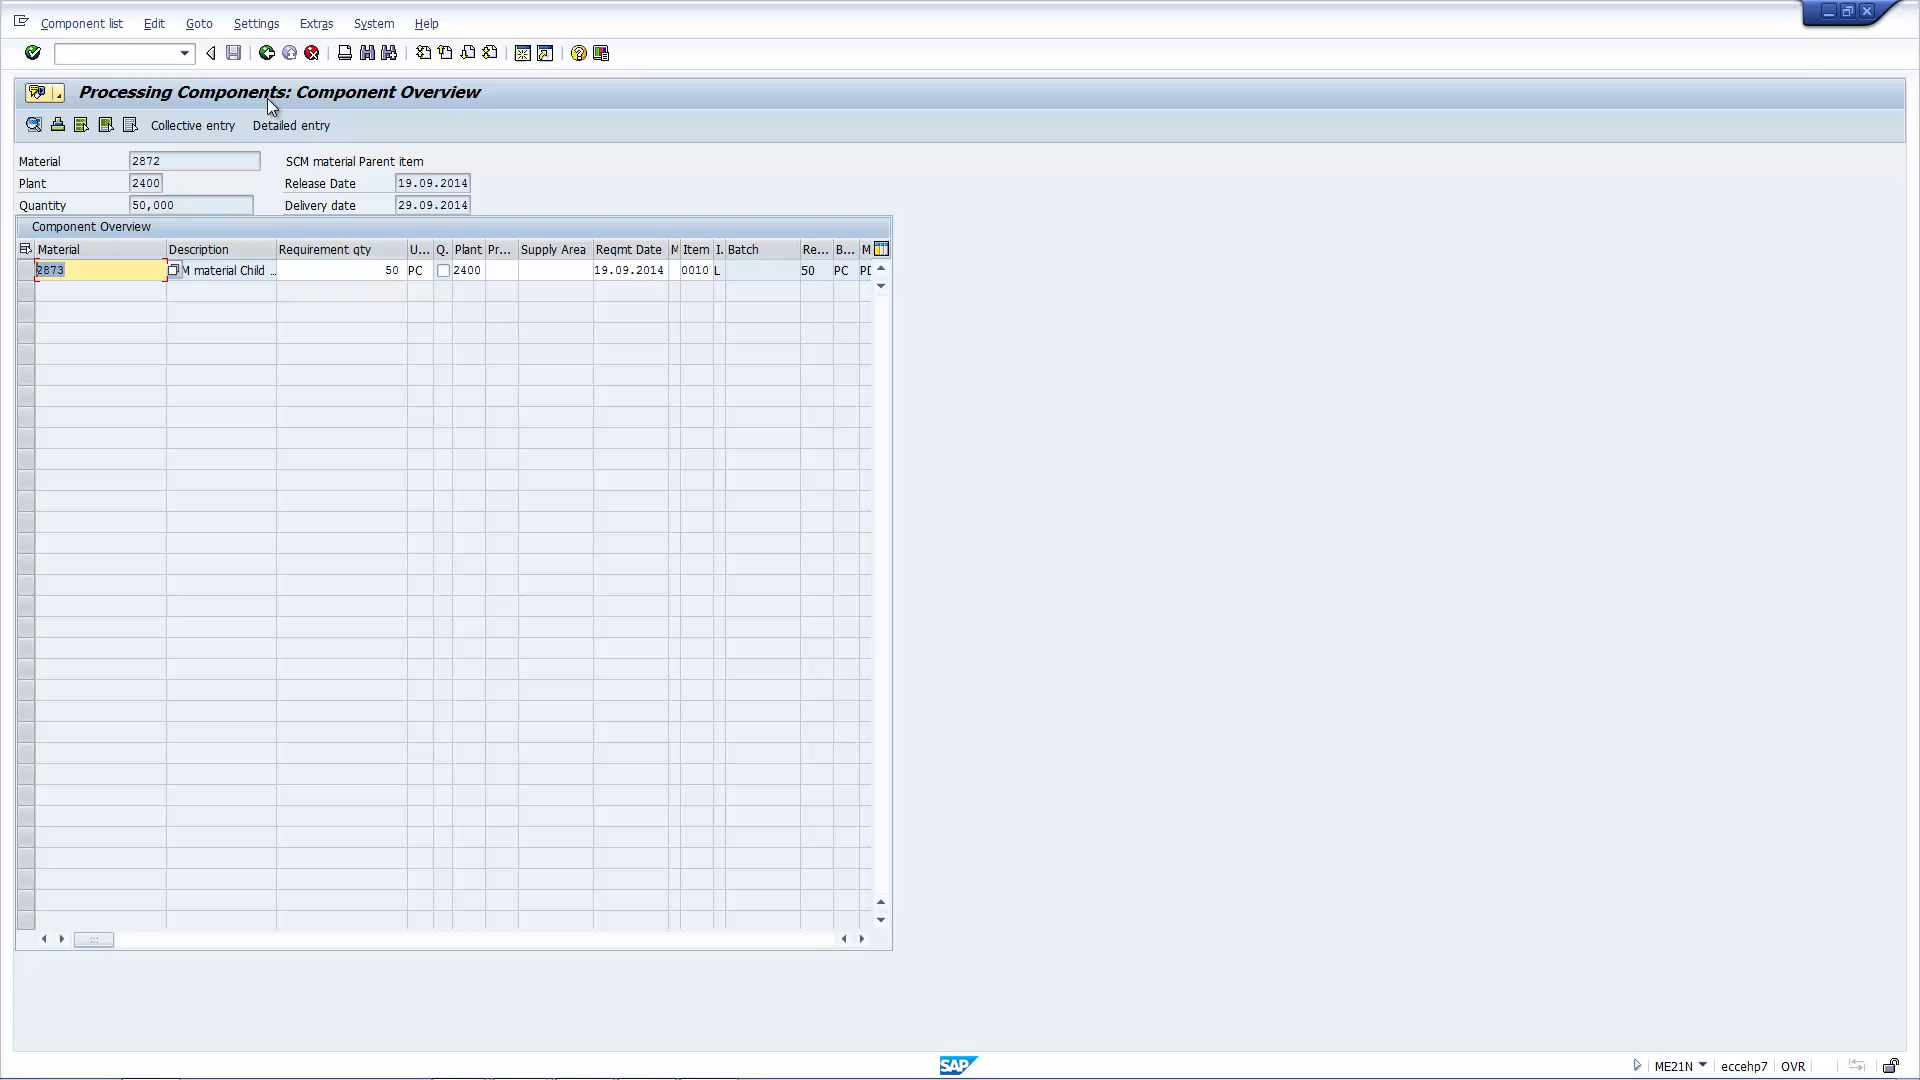 Component list Edit Goto Settings Extras System Help
Processing Components: Component Overview
Collective entry Detailed entry
Material 2872 SCM material Parent item
Plant 2400 Release Date 19.09.2014
Quantity 50,000 Delivery date 29.09.2014
Component Overview
Material Description Requirement qty U... Q. Plant Pr... Supply Area Reqmt Date M Item I. Batch Re... B... M
2873 M material Child ... 50 PC 2400 19.09.2014 0010 L 50 PC PD
SAP ME21N eccehp7 OVR